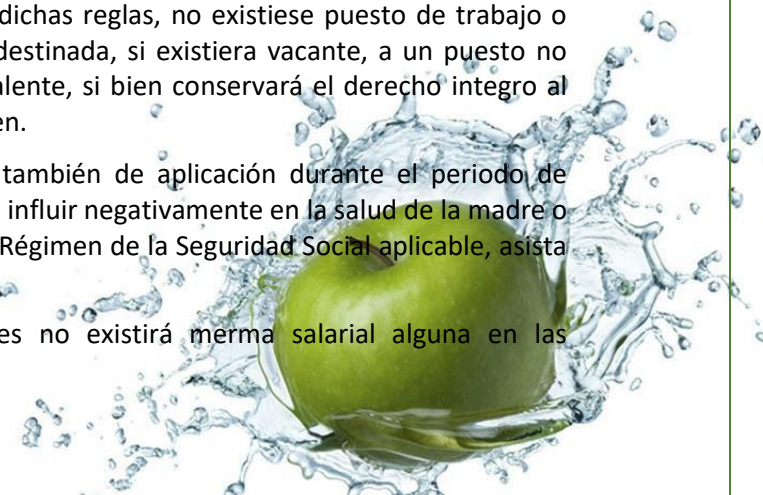 dichas reglas, no existiese puesto de trabajo o
destinada, si existiera vacante, a un puesto no
alente, si bien conservará el derecho integro al
en.
también de aplicación durante el periodo de
influir negativamente en la salud de la madre o
Régimen de la Seguridad Social aplicable, asista
es no existirá merma salarial alguna en las